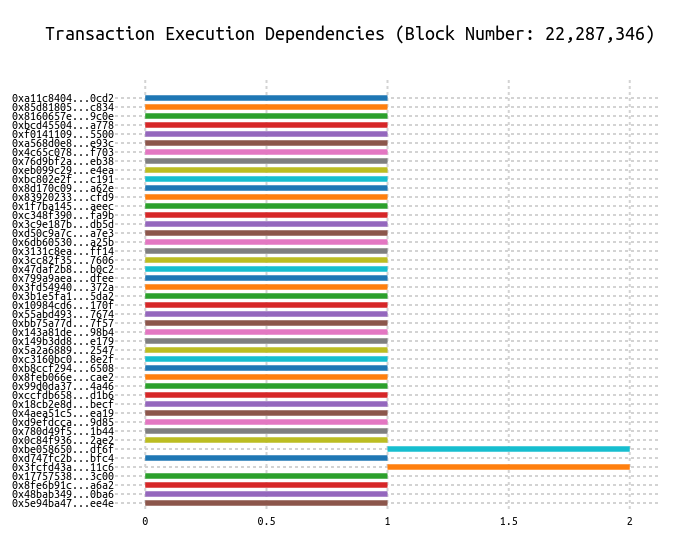 Transaction Execution Dependencies (Block Number: 22,287,346)
0xa11c8404...0cd2
0x85d81805...c834
0x8160657e...9c0e
0xbcd45504...a778
0xf0141109...5500
0xa568d0e8...e93c
0x4c65c078...f703
0x76d9bf2a...eb38
0xeb099c29...e4ea
0xbc802e2f...c191
0x8d170c09...a62e
0x83920233...cfd9
0x1f7ba145...aeec
0xc348f390...fa9b
0x3c9e187b...db5d
0xd50c9a7c...a7e3
0x6db60530...a25b
0x3131c8ea...ff14
0x3cc82f35...7606
0x47daf2b8...b0c2
0x799a9aea...dfee
0x3fd54940...372a
0x3b1e5fa1...5da2
0x10984cd6...170f
0x55abd493...7674
0xbb75a77d...7f57
0x143a81de...98b4
0x149b3dd8...e179
0x5a2a6889...2547
0xc3160bc0...8e2f
0xb8ccf294...6508
0x8feb066e...cae2
0x99d0da37...4a46
0xccfdb658...d1b6
0x18cb2e8d...becf
0x4aea51c5...ea19
0xd9efdcca...9d85
0x780d49f5...1b44
0x0c84f936...2ae2
0xbe058650...df6f
0xd747fc2b...bfc4
0x3fcfd43a...11c6
0x17757538...3c00
0x8fe6b91c...a6a2
0x48bab349...0ba6
0x5e94ba47...ee4e
0 0.5 1 1.5 2